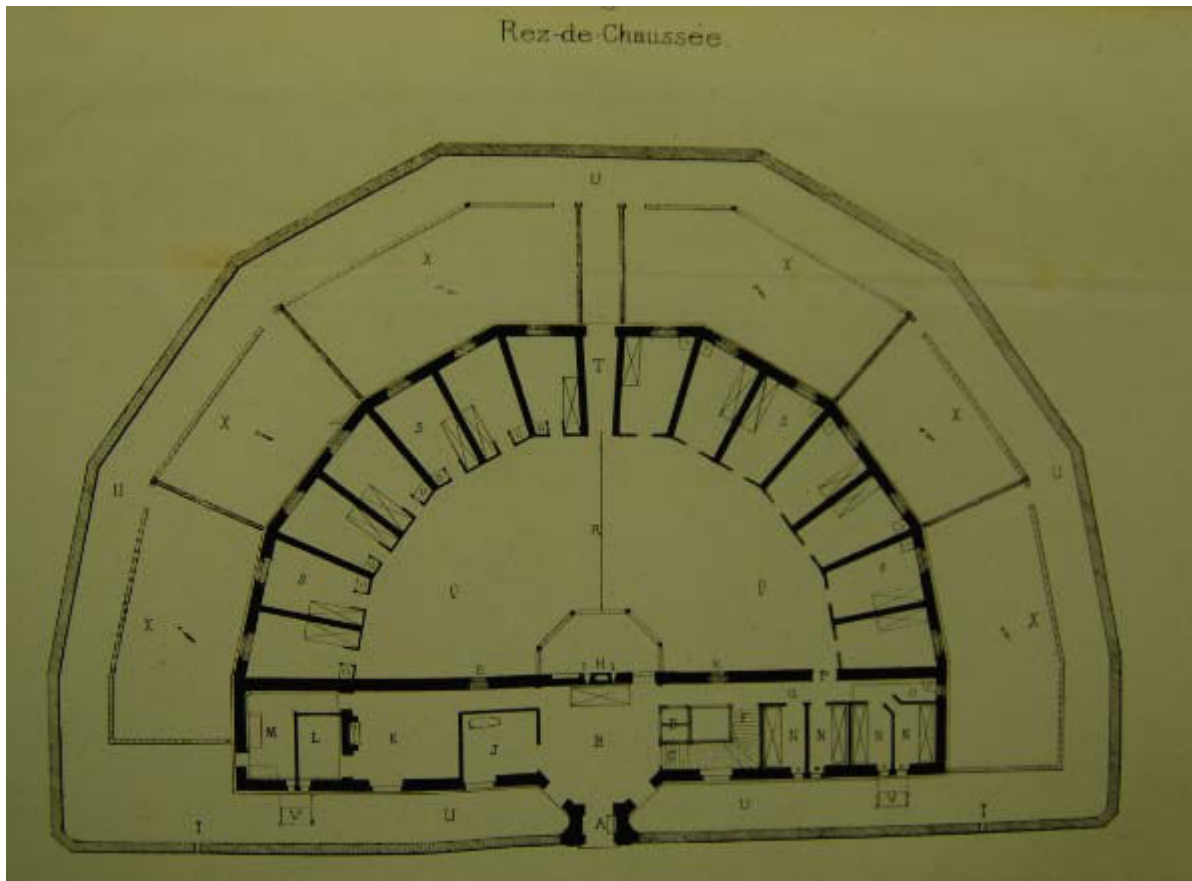 Rez-de-Chaussée.
U
X X
T
S S
X X
U U
R
S S
Q Q
X X
E H E P
G
M L K J B D F N N N N
C
V U A U V
I I